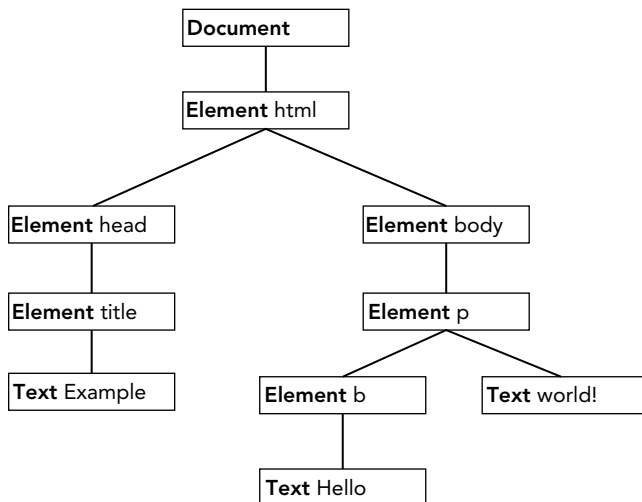 Document
Element html
Element head
Element body
Element title
Element p
Text Example
Element b
Text world!
Text Hello